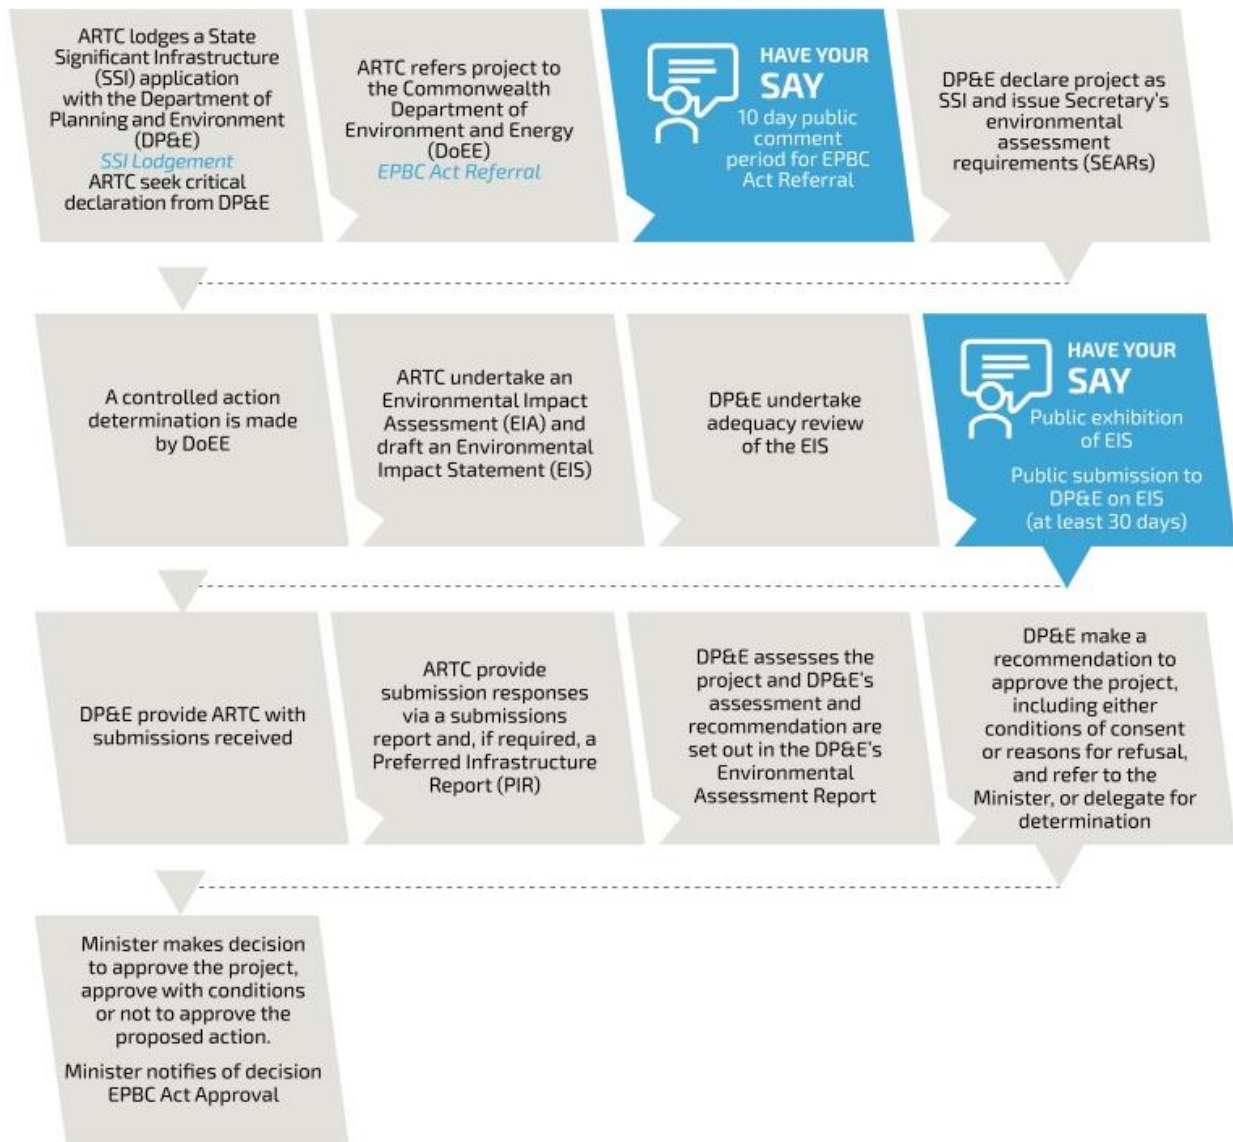 ARTC lodges a State
Significant Infrastructure
(SSI) application
with the Department of
Planning and Environment
(DP&E)
SSI Lodgement
ARTC seek critical
declaration from DP&E
ARTC refers project to
the Commonwealth
Department of
Environment and Energy
(DoEE)
EPBC Act Referral
HAVE YOUR
SAY
10 day public
comment
period for EPBC
Act Referral
DP&E declare project as
SSI and issue Secretary's
environmental
assessment
requirements (SEARs)
A controlled action
determination is made
by DoEE
ARTC undertake an
Environmental Impact
Assessment (EIA) and
draft an Environmental
Impact Statement (EIS)
DP&E undertake
adequacy review
of the EIS
HAVE YOUR
SAY
Public exhibition
of EIS
Public submission to
DP&E on EIS
(at least 30 days)
DP&E provide ARTC with
submissions received
ARTC provide
submission responses
via a submissions
report and, if required, a
Preferred Infrastructure
Report (PIR)
DP&E assesses the
project and DP&E's
assessment and
recommendation are
set out in the DP&E's
Environmental
Assessment Report
DP&E make a
recommendation to
approve the project,
including either
conditions of consent
or reasons for refusal,
and refer to the
Minister, or delegate for
determination
Minister makes decision
to approve the project,
approve with conditions
or not to approve the
proposed action.
Minister notifies of decision
EPBC Act Approval